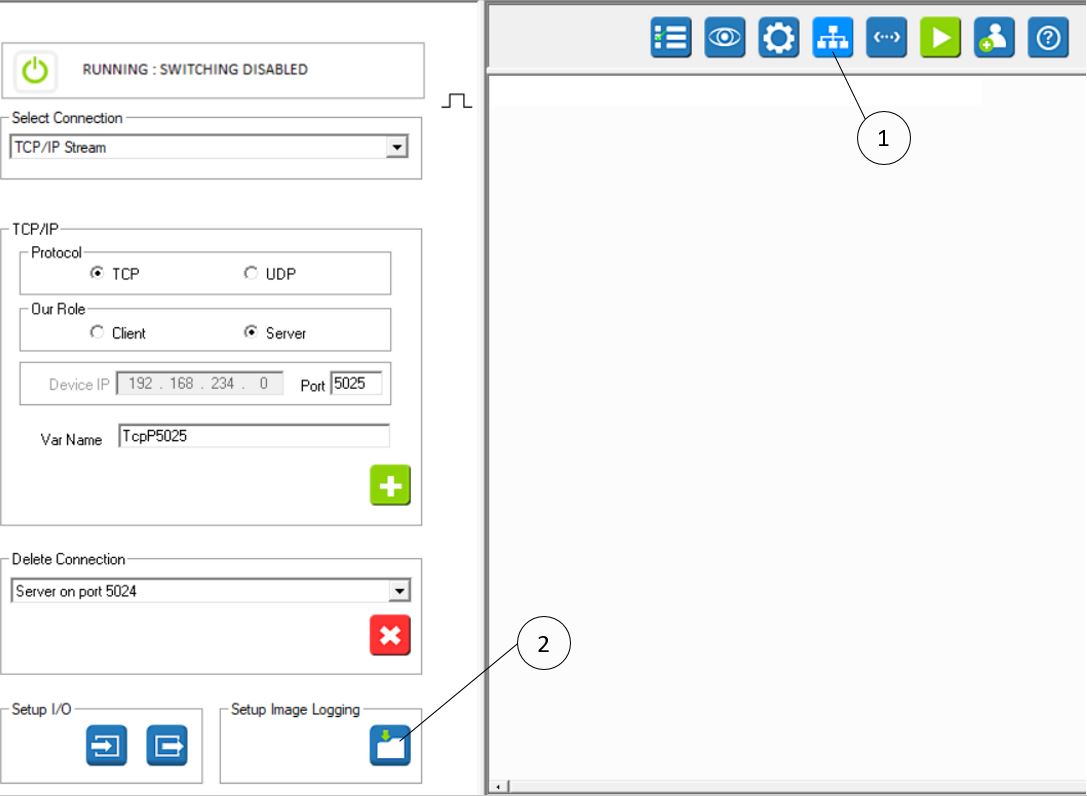 RUNNING : SWITCHING DISABLED
Select Connection
TCP/IP Stream
1
TCP/IP
Protocol
TCP UDP
Our Role
Client Server
Device IP 192 . 168 . 234 . 0 Port 5025
Var Name TcpP5025
Delete Connection
Server on port 5024
2
Setup I/O Setup Image Logging